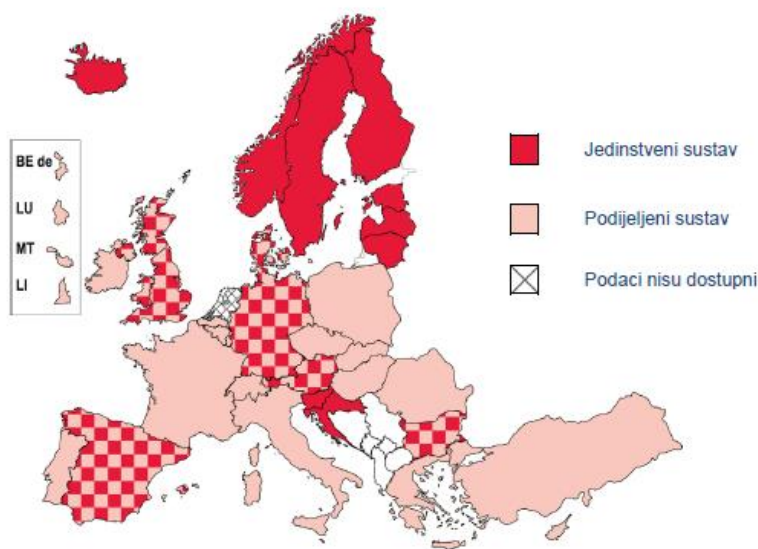 BE de
LU
MT
LI
Jedinstveni sustav
Podijeljeni sustav
Podaci nisu dostupni